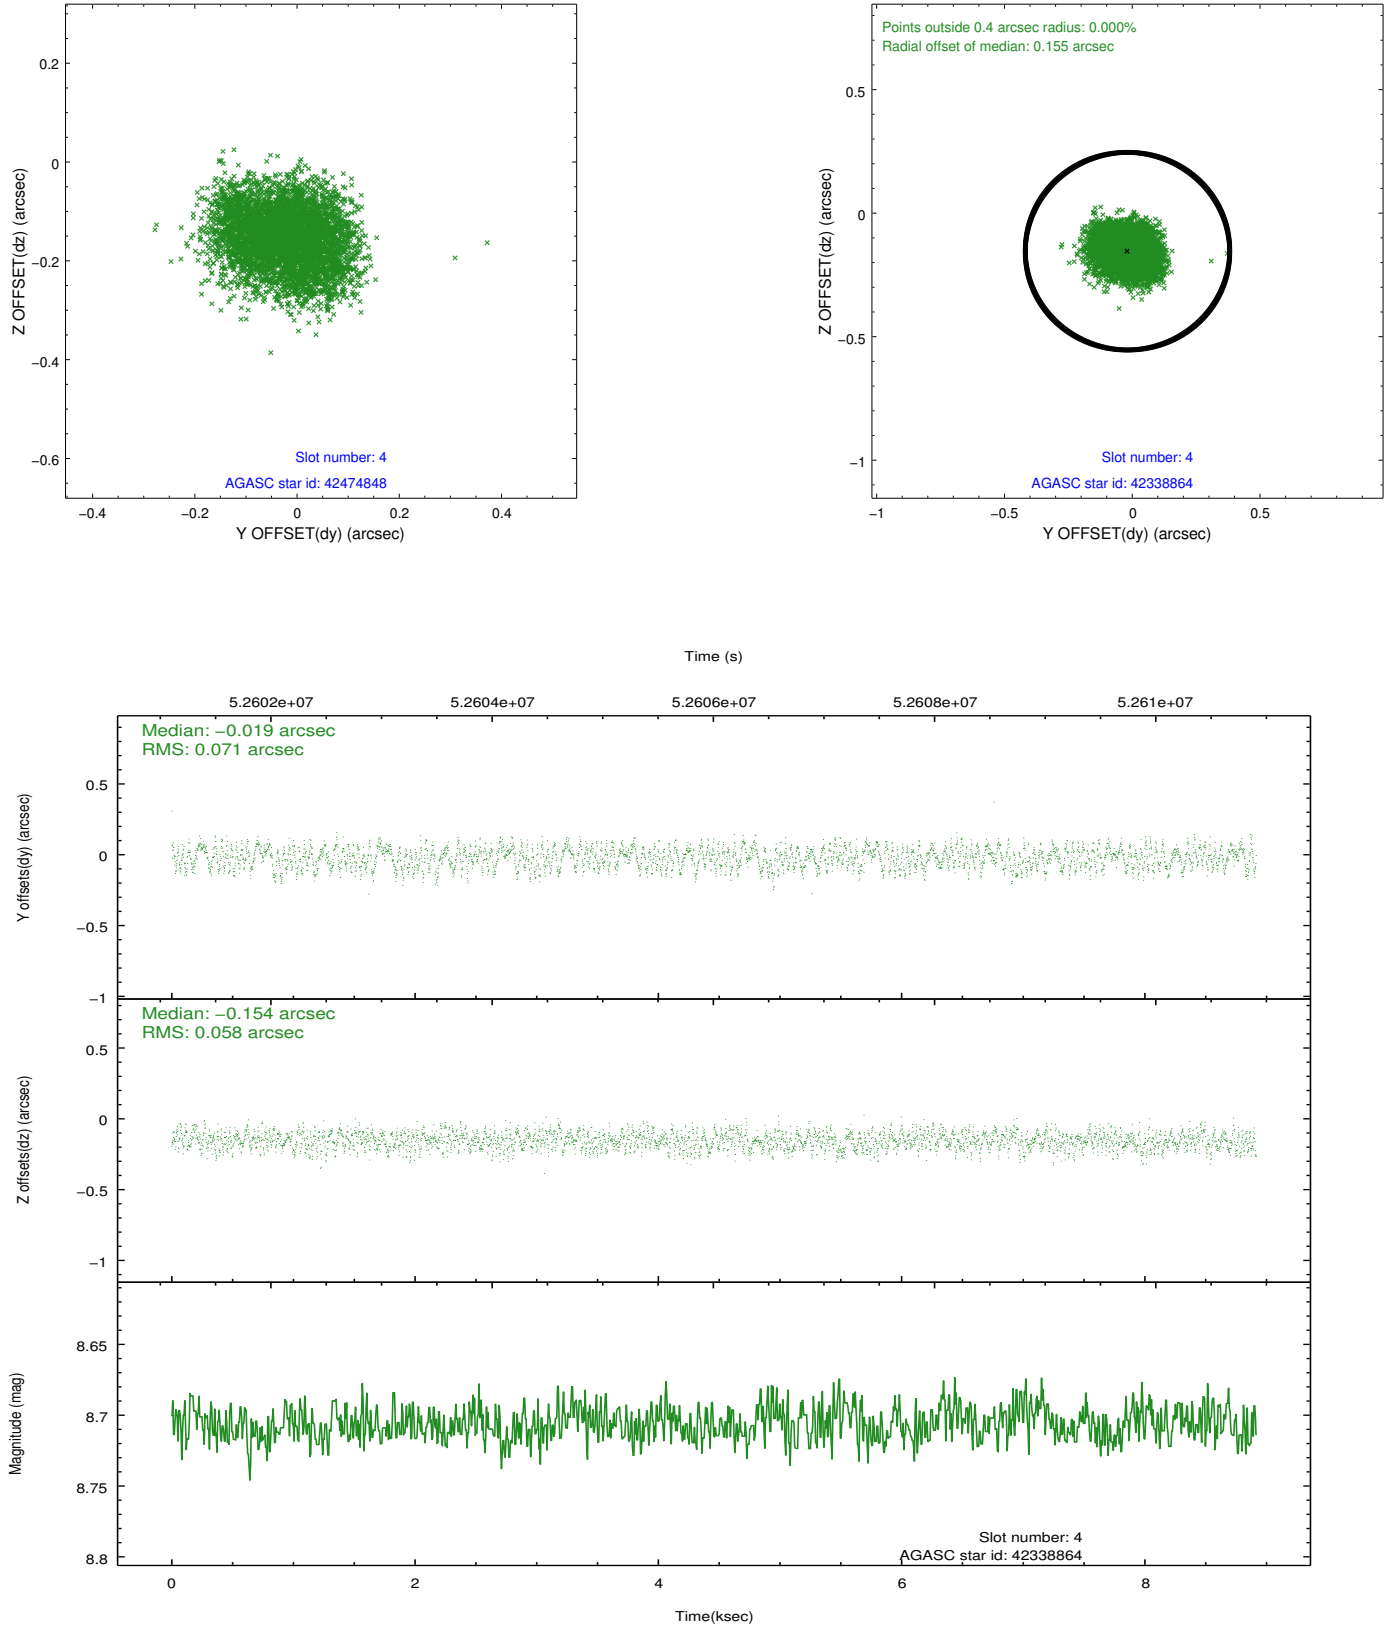 0.2
0
−0.2
−0.4
−0.6
Z OFFSET(dz) (arcsec)
Slot number: 4
AGASC star id: 42474848
−0.4
−0.2
0
0.2
0.4
Y OFFSET(dy) (arcsec)
Points outside 0.4 arcsec radius: 0.000%
Radial offset of median: 0.155 arcsec
0.5
0
−0.5
−1
Z OFFSET(dz) (arcsec)
Slot number: 4
AGASC star id: 42338864
−1
−0.5
0
0.5
Y OFFSET(dy) (arcsec)
Time (s)
5.2602e+07
5.2604e+07
5.2606e+07
5.2608e+07
5.261e+07
Median: −0.019 arcsec
RMS: 0.071 arcsec
0.5
0
−0.5
−1
Y offsets(dy) (arcsec)
Median: −0.154 arcsec
RMS: 0.058 arcsec
0.5
0
−0.5
−1
Z offsets(dz) (arcsec)
8.65
8.7
8.75
8.8
Magnitude (mag)
Slot number: 4
AGASC star id: 42338864
0
2
4
6
8
Time(ksec)